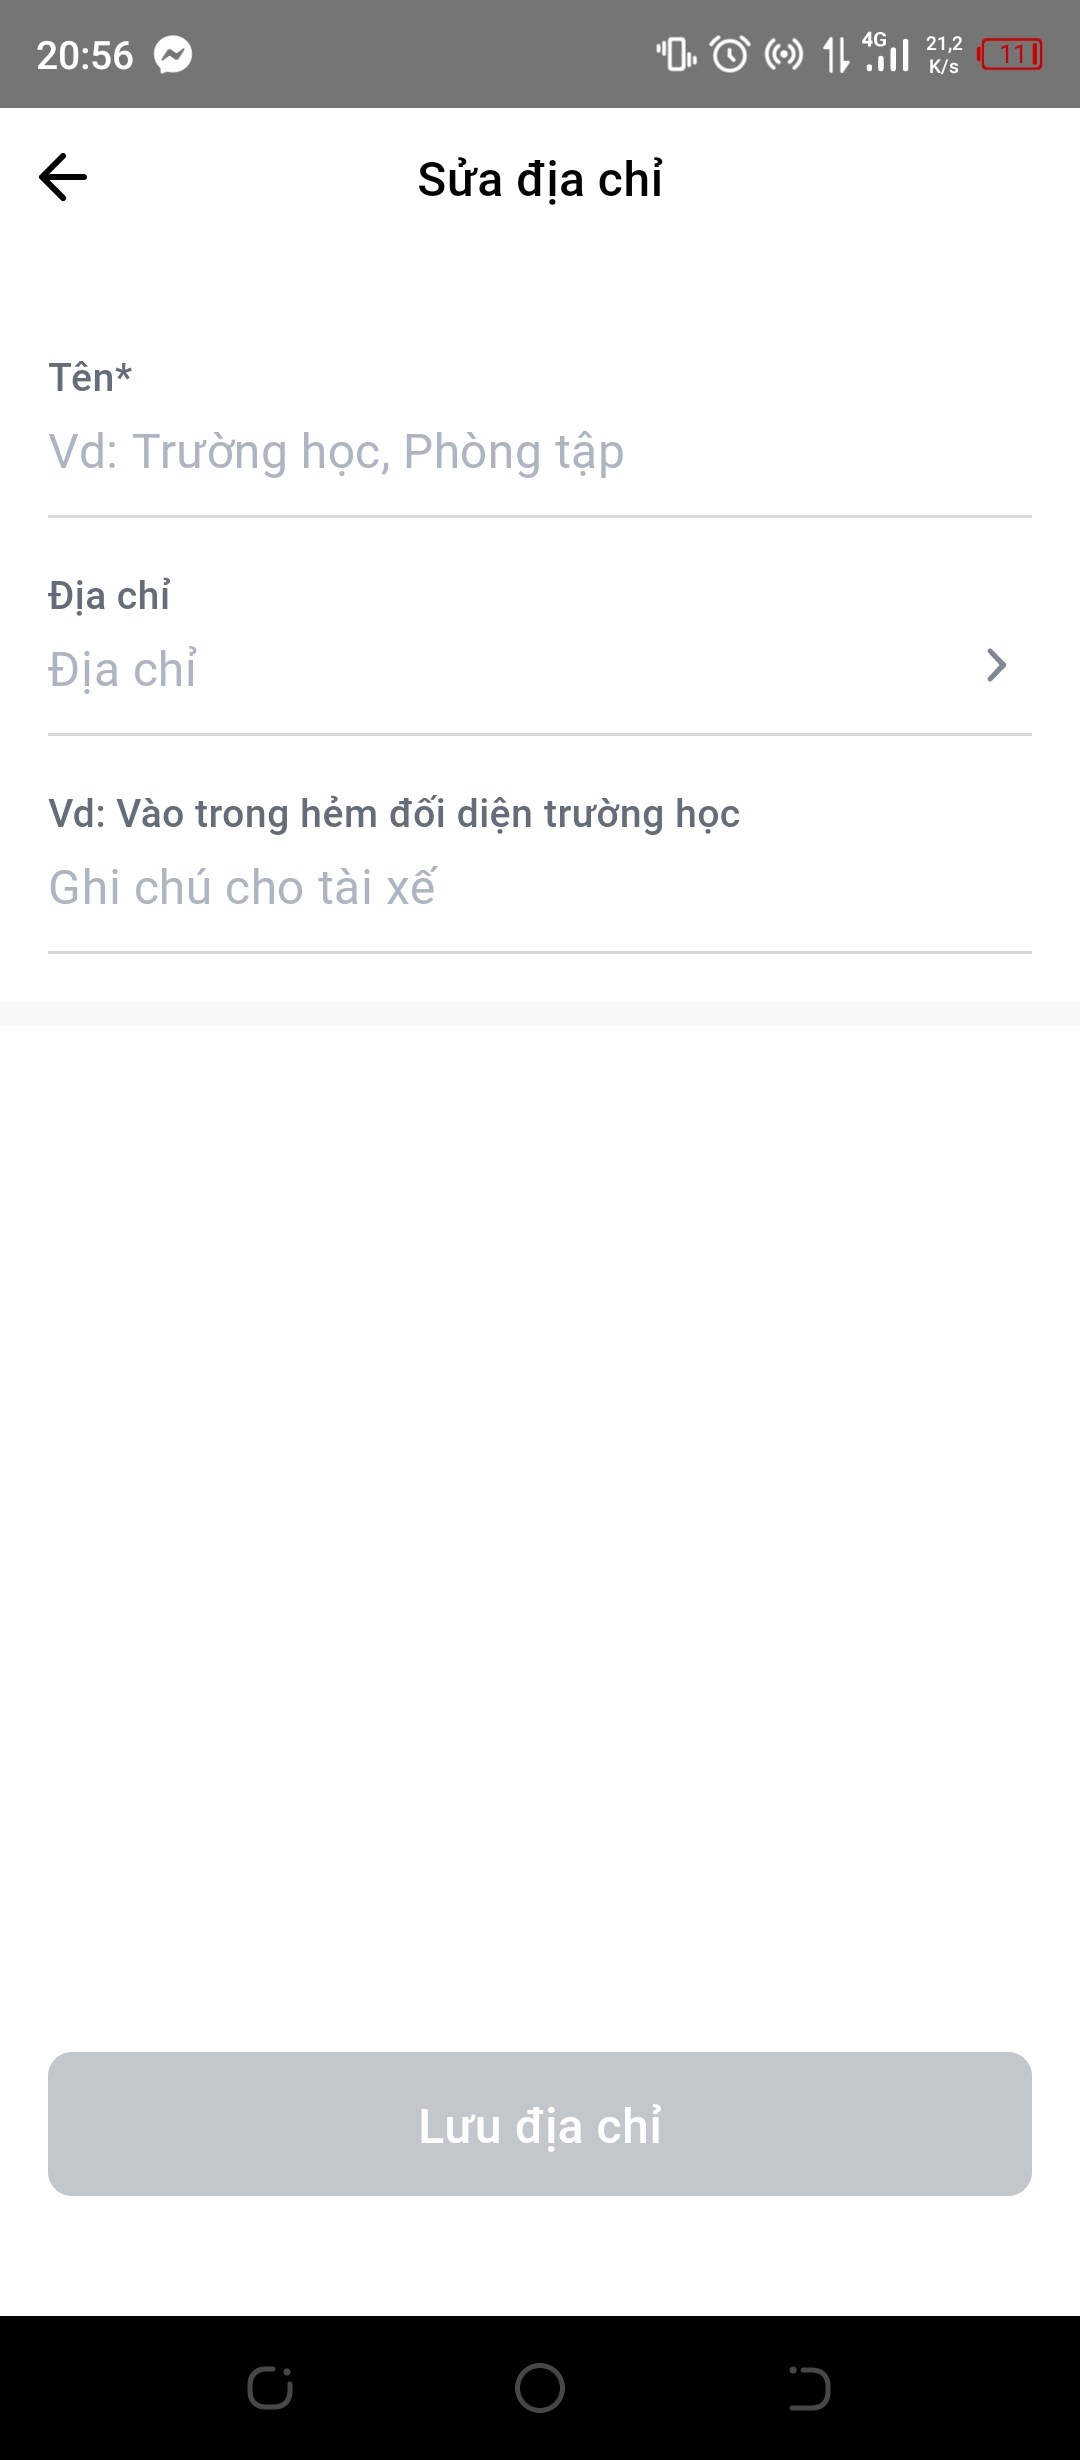 20:56
4G
21,2
K/s
11
Sửa địa chỉ
Tên*
Vd: Trường học, Phòng tập
Địa chỉ
Địa chỉ
Vd: Vào trong hẻm đối diện trường học
Ghi chú cho tài xế
Lưu địa chỉ